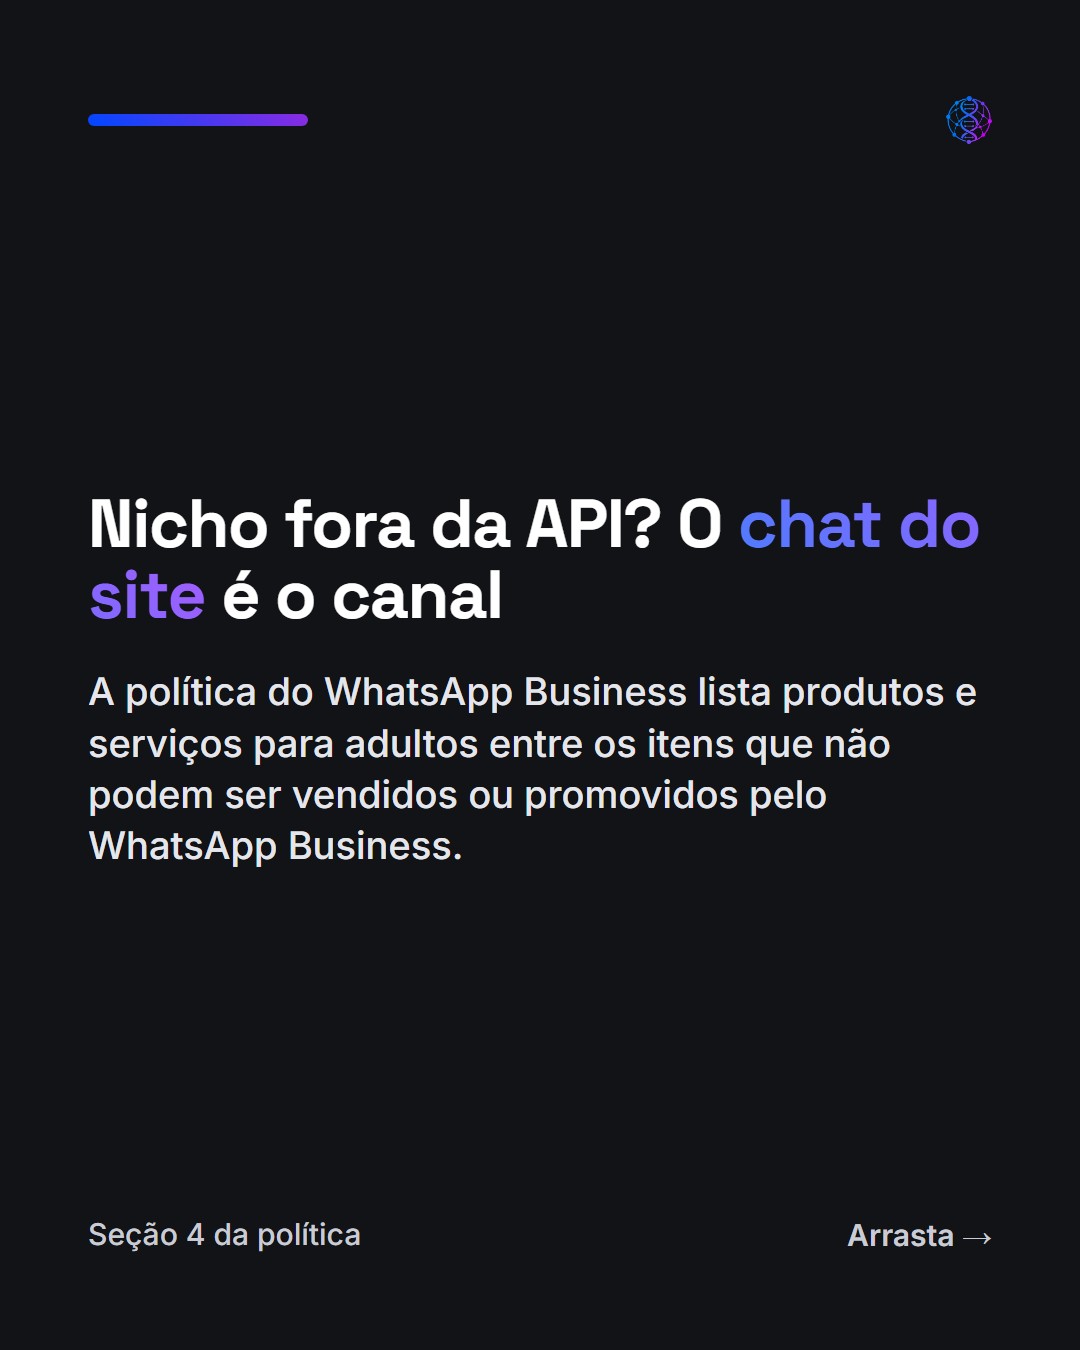 Nicho fora da API? O chat do
site é o canal
A política do WhatsApp Business lista produtos e
serviços para adultos entre os itens que não
podem ser vendidos ou promovidos pelo
WhatsApp Business.
Seção 4 da política
Arrasta →